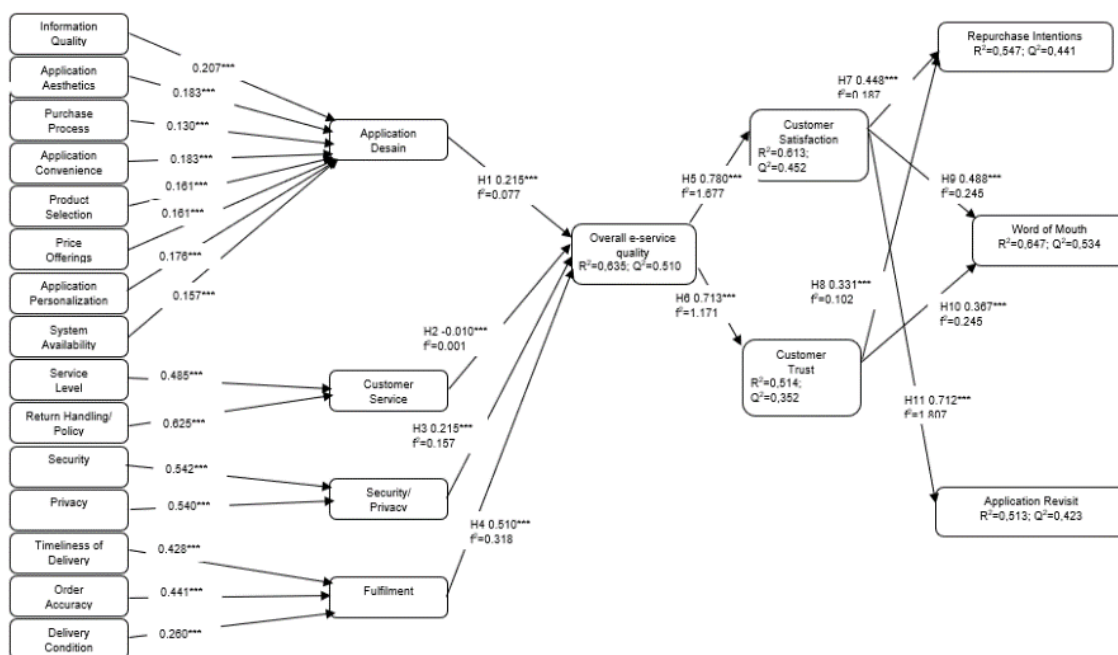 Information
Quality
Application
Aesthetics
Purchase
Process
Application
Convenience
Product
Selection
Price
Offerings
Application
Personalization
System
Availability
Service
Level
Return Handling/
Policy
Security
Privacy
Timeliness of
Delivery
Order
Accuracy
Delivery
Condition
0.207***
0.183***
0.130***
0.183***
0.161***
0.161***
0.176***
0.157***
0.485***
0.625***
0.542***
0.540***
0.428***
0.441***
0.260***
Application
Desain
Customer
Service
Security/
Privacy
Fulfilment
H1 0.215***
f²=0.077
H2 -0.010***
f²=0.001
H3 0.215***
f²=0.157
H4 0.510***
f²=0.318
Overall e-service
quality
R²=0,635; Q²=0.510
H5 0.780***
f²=1.677
H6 0.713***
f²=1.171
Customer
Satisfaction
R²=0.613;
Q²=0.452
Customer
Trust
R²=0,514;
Q²=0,352
H7 0.448***
f²=0.187
H9 0.488***
f²=0.245
H8 0.331***
f²=0.102
H10 0.367***
f²=0.245
H11 0.712***
f²=1.807
Repurchase Intentions
R²=0,547; Q²=0,441
Word of Mouth
R²=0,647; Q²=0,534
Application Revisit
R²=0,513; Q²=0,423